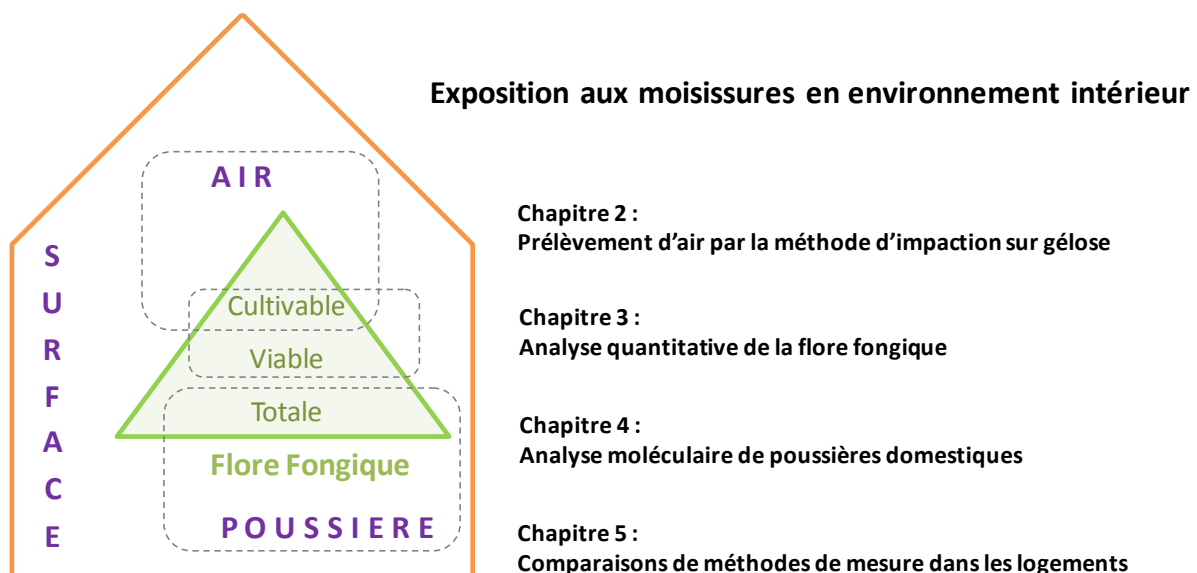 Exposition aux moisissures en environnement intérieur
AIR
SURFACE
Cultivable
Viable
Totale
Flore Fongique
POUSSIERE
Chapitre 2 :
Prélèvement d'air par la méthode d'impaction sur gélose
Chapitre 3 :
Analyse quantitative de la flore fongique
Chapitre 4 :
Analyse moléculaire de poussières domestiques
Chapitre 5 :
Comparaisons de méthodes de mesure dans les logements